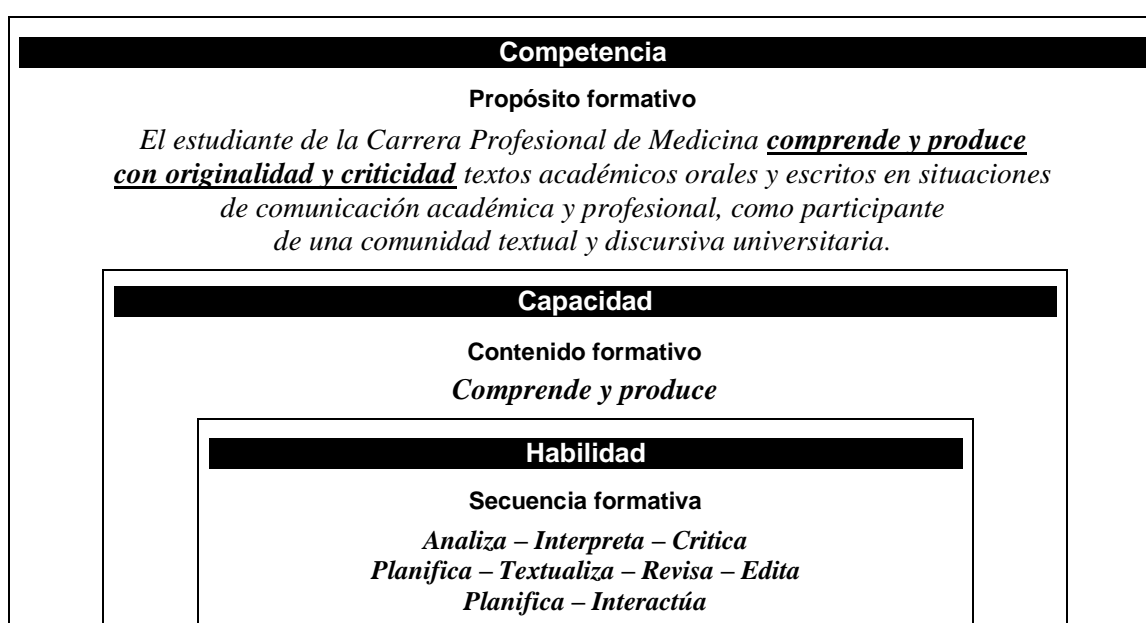 Competencia
Propósito formativo
El estudiante de la Carrera Profesional de Medicina comprende y produce
con originalidad y criticidad textos académicos orales y escritos en situaciones
de comunicación académica y profesional, como participante
de una comunidad textual y discursiva universitaria.
Capacidad
Contenido formativo
Comprende y produce
Habilidad
Secuencia formativa
Analiza – Interpreta – Critica
Planifica – Textualiza – Revisa – Edita
Planifica – Interactúa